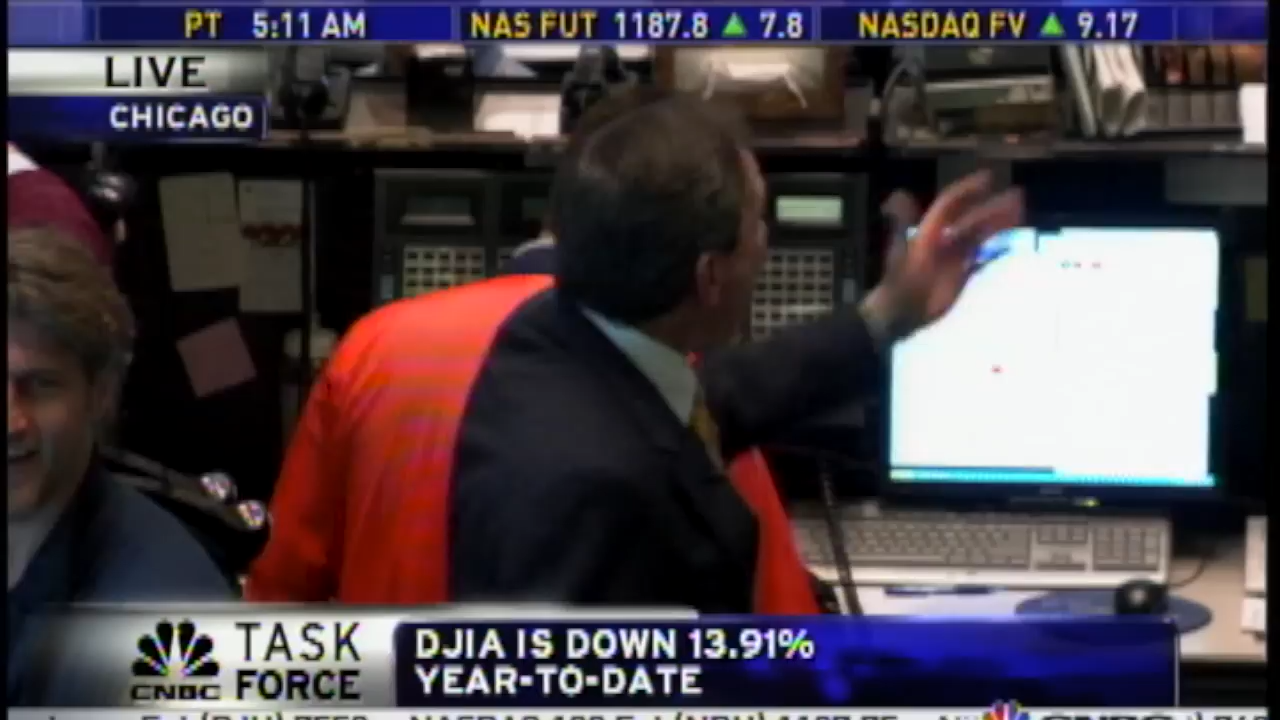 PT 5:11 AM NAS FUT 1187.8 ▲ 7.8 NASDAQ FV ▲ 9.17
LIVE
CHICAGO
TASK
FORCE
CNBC
DJIA IS DOWN 13.91%
YEAR-TO-DATE